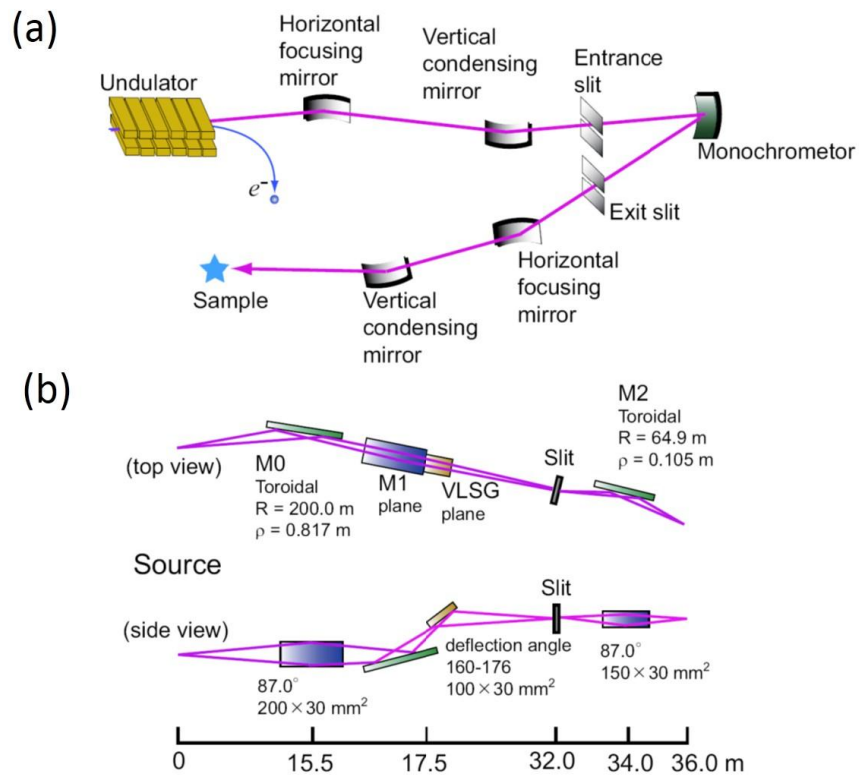 (a)
Horizontal
focusing
mirror
Vertical
condensing
mirror
Entrance
slit
Undulator
Monochrometor
e-
Exit slit
Sample
Horizontal
focusing
mirror
Vertical
condensing
mirror
(b)
M2
Toroidal
R = 64.9 m
ρ = 0.105 m
(top view)
Slit
M0
Toroidal
R = 200.0 m
ρ = 0.817 m
M1
plane
VLSG
plane
Source
Slit
(side view)
deflection angle
160-176
100×30 mm²
87.0°
200×30 mm²
87.0°
150×30 mm²
0 15.5 17.5 32.0 34.0 36.0 m